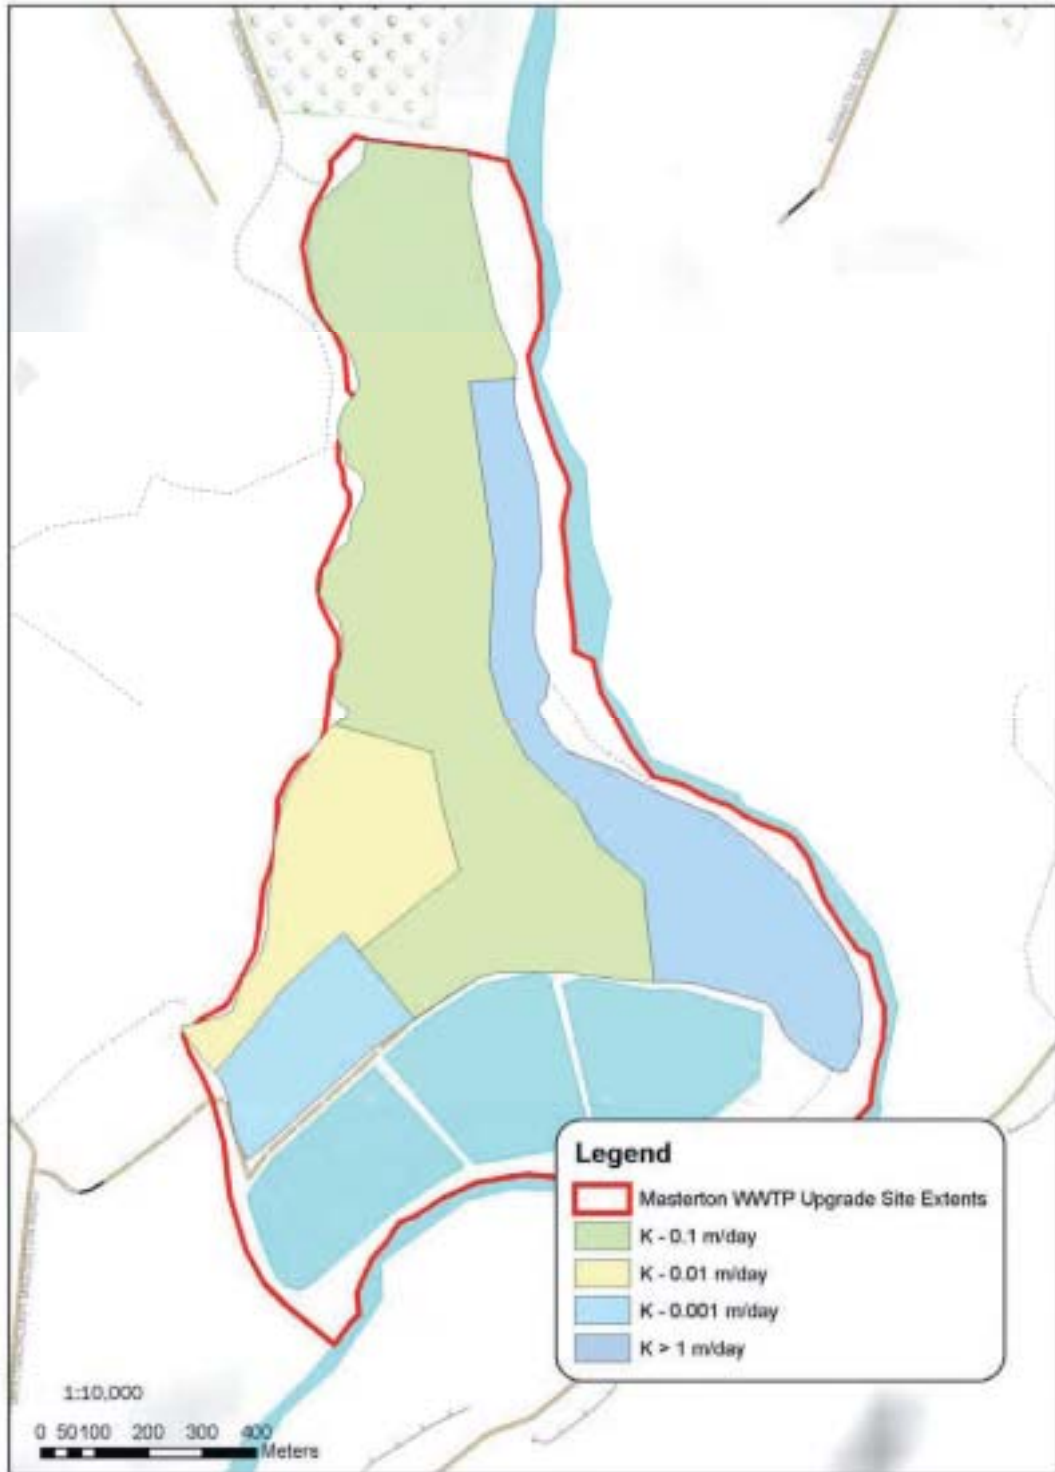 Legend
Masterton WWTP Upgrade Site Extents
K - 0.1 m/day
K - 0.01 m/day
K - 0.001 m/day
K > 1 m/day
1:10,000
0 50 100 200 300 400
Meters